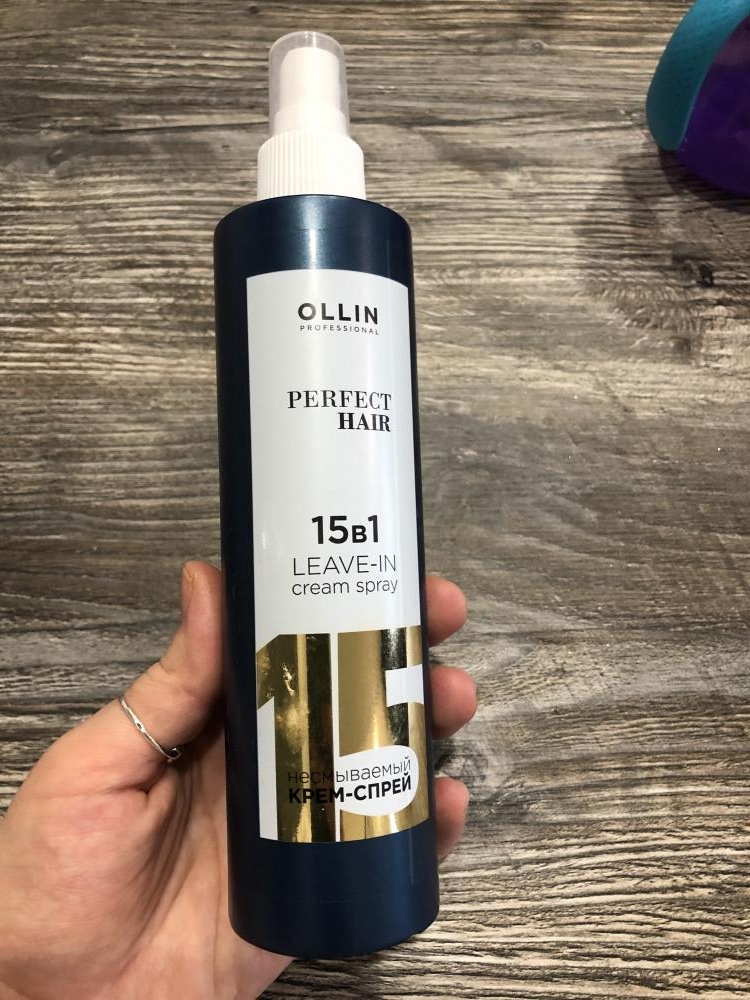 OLLIN
PROFESSIONAL
PERFECT
HAIR
15в1
LEAVE-IN
cream spray
15
несмываемый
КРЕМ-СПРЕЙ